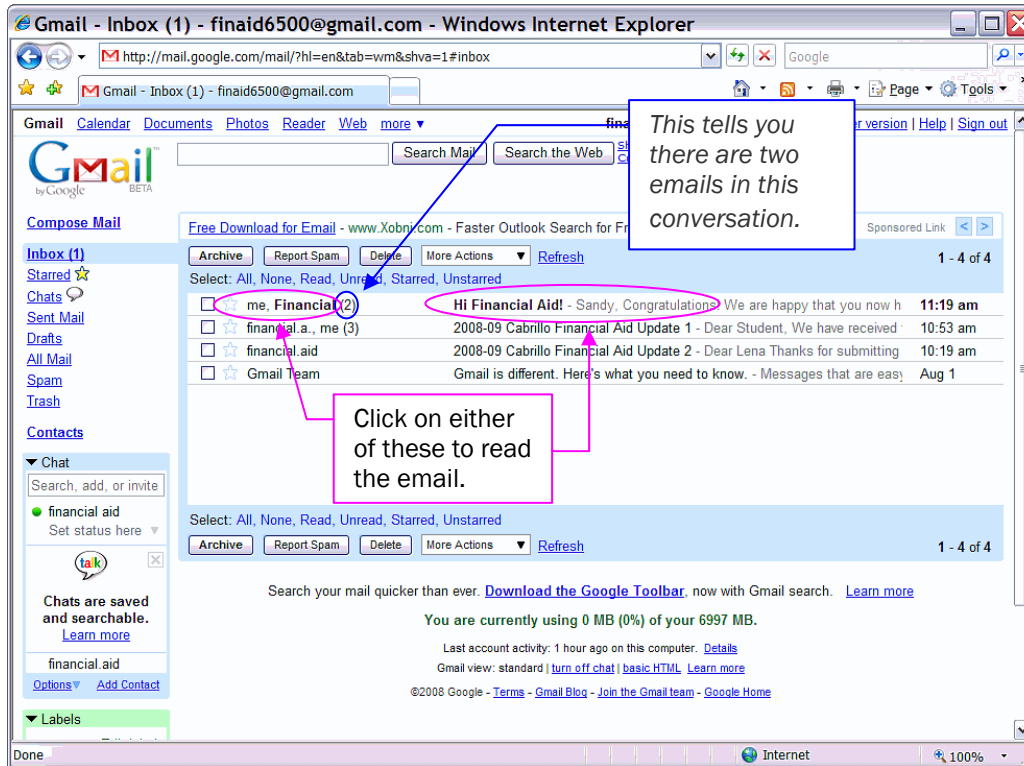 Gmail - Inbox (1) - finaid6500@gmail.com - Windows Internet Explorer
http://mail.google.com/mail/?hl=en&tab=wm&shva=1#inbox
Google
Gmail - Inbox (1) - finaid6500@gmail.com
Page Tools
Gmail Calendar Documents Photos Reader Web more ▼
version | Help | Sign out
This tells you
there are two
emails in this
conversation.
Gmail™
by Google BETA
Search Mail Search the Web
Compose Mail
Inbox (1)
Starred
Chats
Sent Mail
Drafts
All Mail
Spam
Trash
Contacts
Free Download for Email - www.Xobni.com - Faster Outlook Search for
Sponsored Link < >
Archive Report Spam Delete More Actions ▼ Refresh 1 - 4 of 4
Select: All, None, Read, Unread, Starred, Unstarred
me, Financial (2) Hi Financial Aid! - Sandy, Congratulations! We are happy that you now h 11:19 am
financial.a., me (3) 2008-09 Cabrillo Financial Aid Update 1 - Dear Student, We have received 10:53 am
financial.aid 2008-09 Cabrillo Financial Aid Update 2 - Dear Lena Thanks for submitting 10:19 am
Gmail Team Gmail is different. Here's what you need to know. - Messages that are easy Aug 1
Click on either
of these to read
the email.
▼ Chat
Search, add, or invite
financial aid
Set status here ▼
talk
Chats are saved
and searchable.
Learn more
financial.aid
Options▼ Add Contact
▼ Labels
Select: All, None, Read, Unread, Starred, Unstarred
Archive Report Spam Delete More Actions ▼ Refresh 1 - 4 of 4
Search your mail quicker than ever. Download the Google Toolbar, now with Gmail search. Learn more
You are currently using 0 MB (0%) of your 6997 MB.
Last account activity: 1 hour ago on this computer. Details
Gmail view: standard | turn off chat | basic HTML Learn more
©2008 Google - Terms - Gmail Blog - Join the Gmail team - Google Home
Done Internet 100%